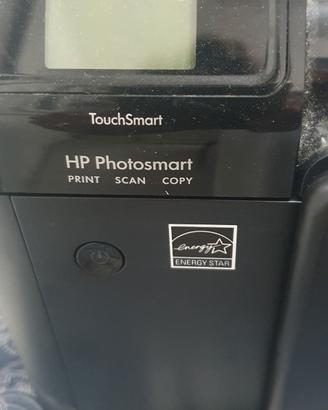 TouchSmart
HP Photosmart
PRINT SCAN COPY
energy
ENERGY STAR